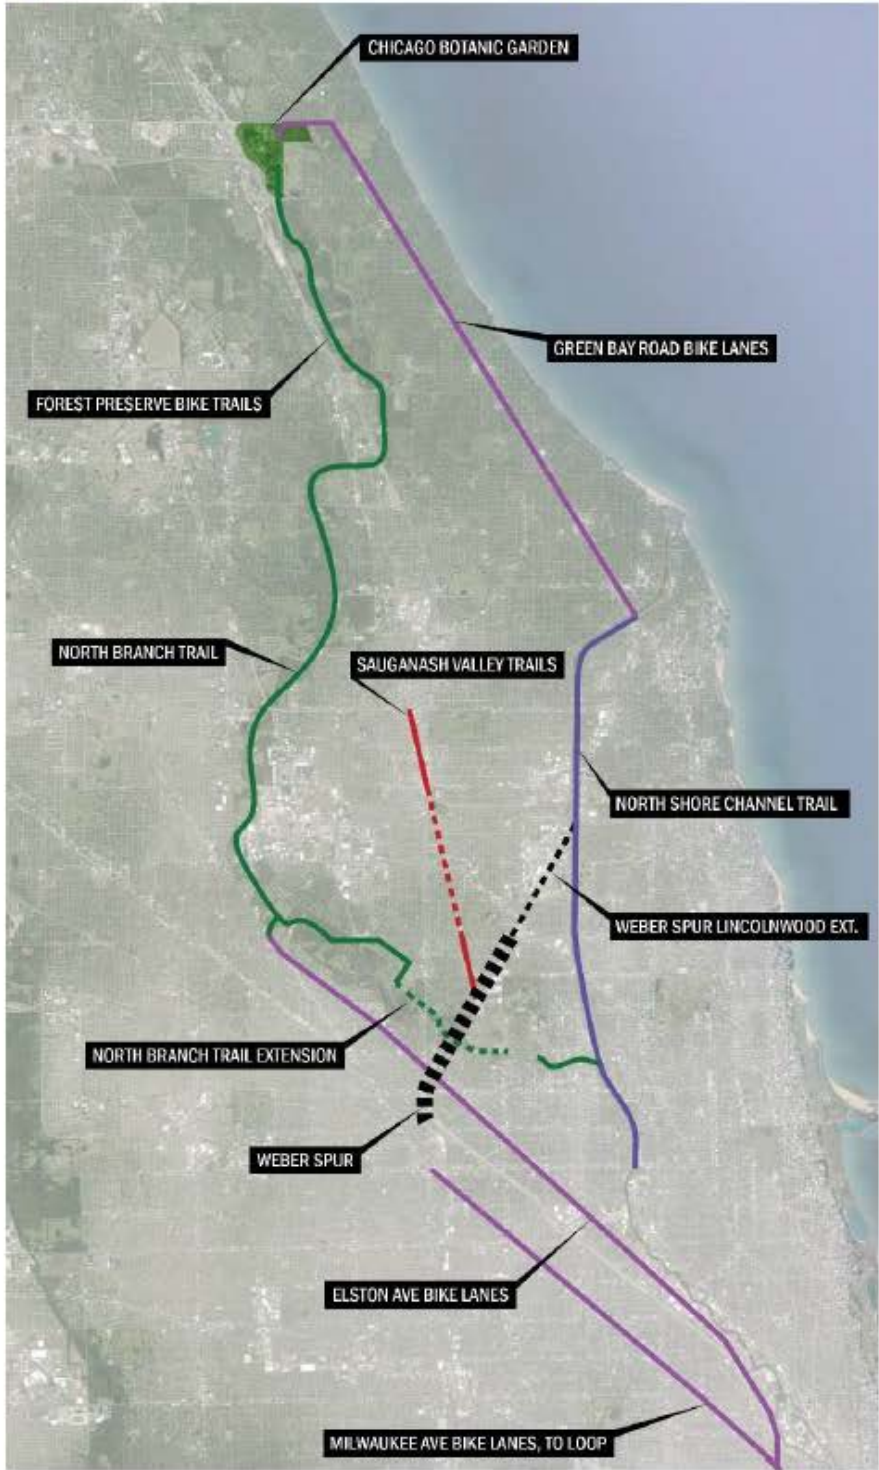 CHICAGO BOTANIC GARDEN
GREEN BAY ROAD BIKE LANES
FOREST PRESERVE BIKE TRAILS
NORTH BRANCH TRAIL
SAUGANASH VALLEY TRAILS
NORTH SHORE CHANNEL TRAIL
WEBER SPUR LINCOLNWOOD EXT.
NORTH BRANCH TRAIL EXTENSION
WEBER SPUR
ELSTON AVE BIKE LANES
MILWAUKEE AVE BIKE LANES, TO LOOP